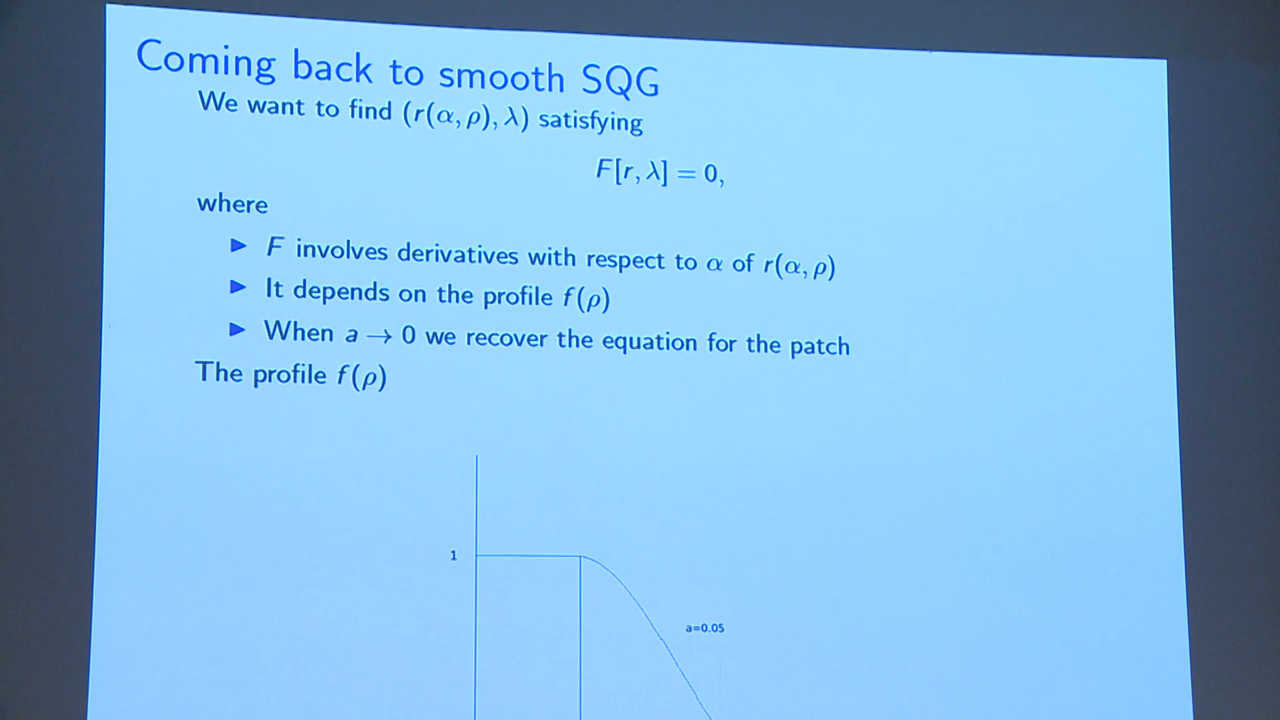 Coming back to smooth SQG
We want to find (r(α, ρ), λ) satisfying
F[r, λ] = 0,
where
▶ F involves derivatives with respect to α of r(α, ρ)
▶ It depends on the profile f(ρ)
▶ When a → 0 we recover the equation for the patch
The profile f(ρ)
1
a=0.05